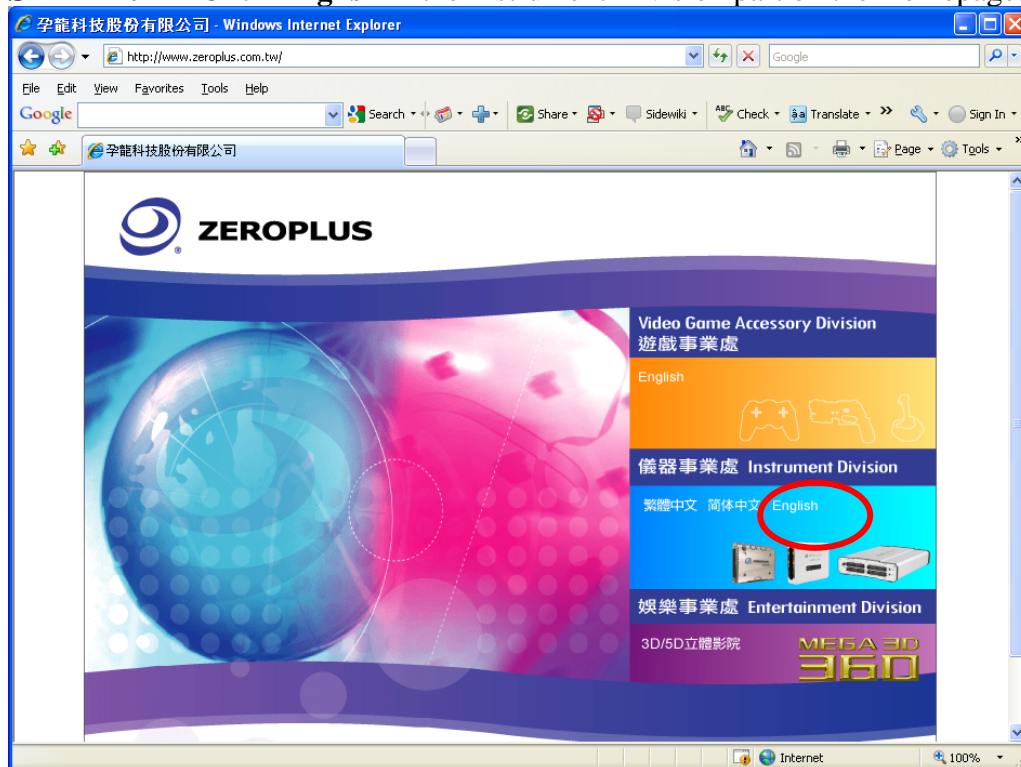 孕龍科技股份有限公司 - Windows Internet Explorer
http://www.zeroplus.com.tw/
Google
File Edit View Favorites Tools Help
Google Search Share Sidewiki Check Translate » Sign In
孕龍科技股份有限公司 Page Tools »
ZEROPLUS
Video Game Accessory Division
遊戲事業處
English
儀器事業處 Instrument Division
繁體中文 简体中文 English
娛樂事業處 Entertainment Division
3D/5D立體影院 MEGA 3D
360
Internet 100%